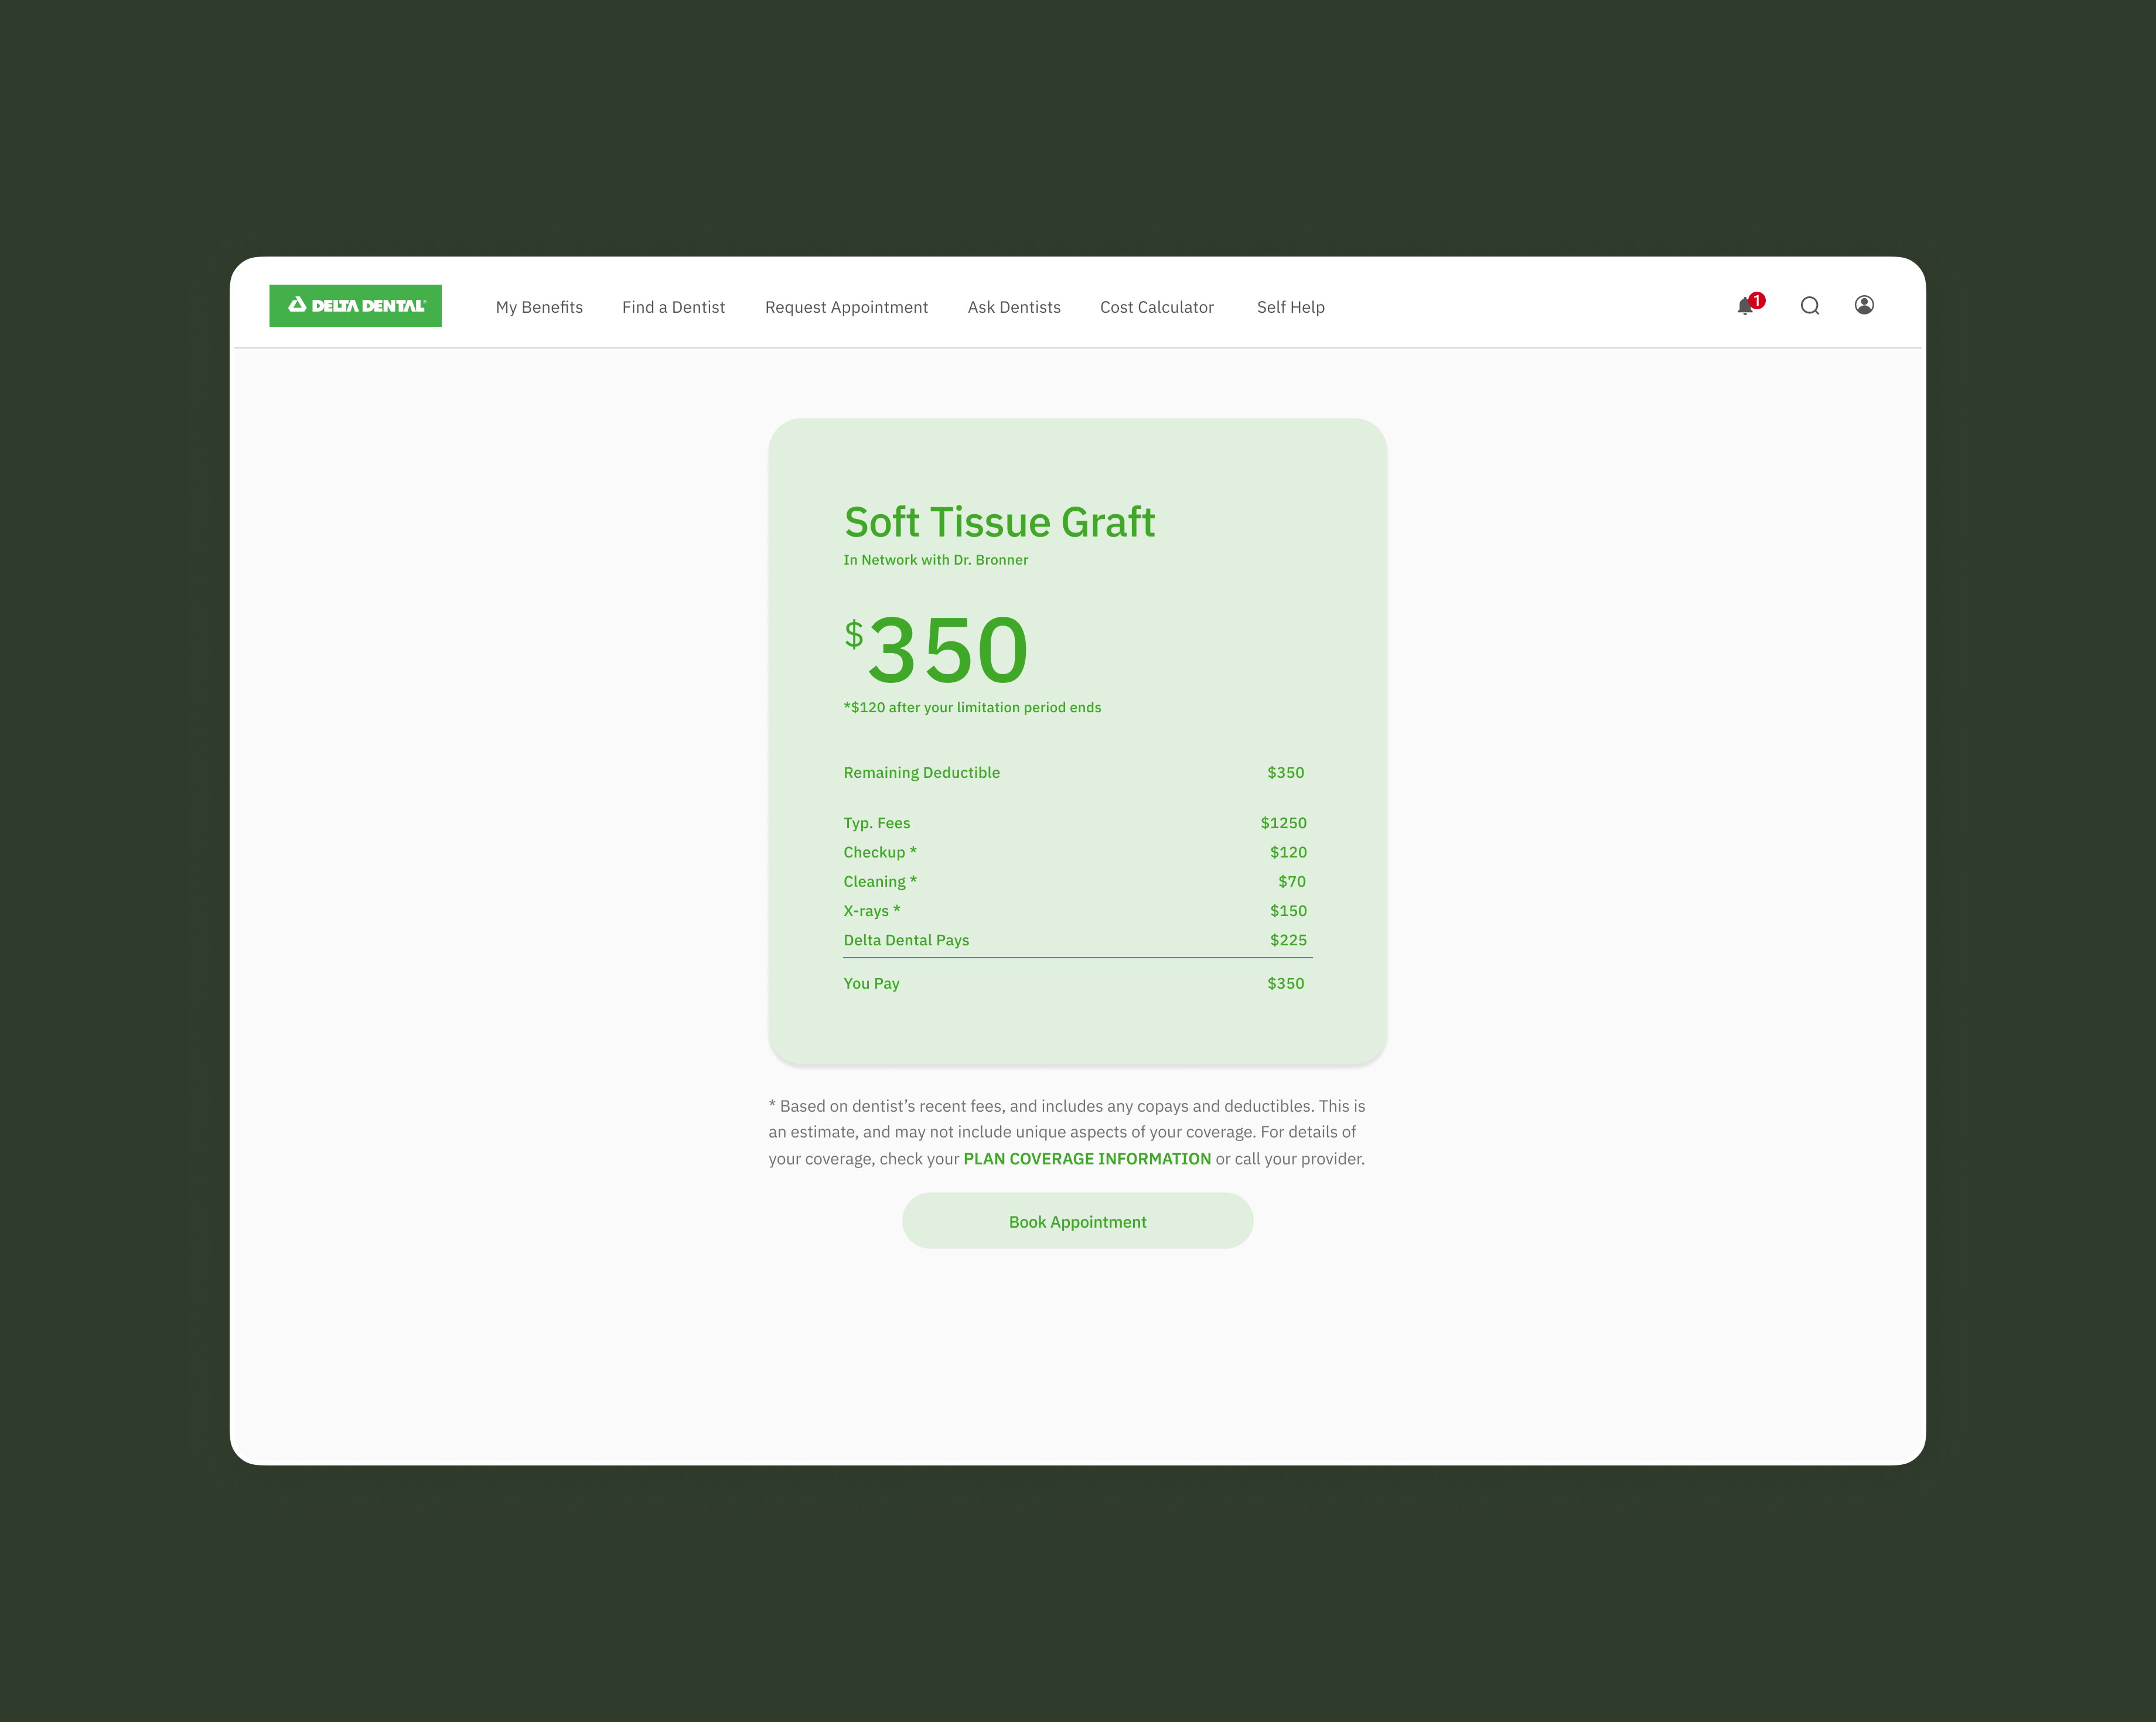 DELTA DENTAL
My Benefits Find a Dentist Request Appointment Ask Dentists Cost Calculator Self Help 1
Soft Tissue Graft
In Network with Dr. Bronner
$350
*$120 after your limitation period ends
Remaining Deductible $350
Typ. Fees $1250
Checkup * $120
Cleaning * $70
X-rays * $150
Delta Dental Pays $225
You Pay $350
* Based on dentist’s recent fees, and includes any copays and deductibles. This is
an estimate, and may not include unique aspects of your coverage. For details of
your coverage, check your PLAN COVERAGE INFORMATION or call your provider.
Book Appointment